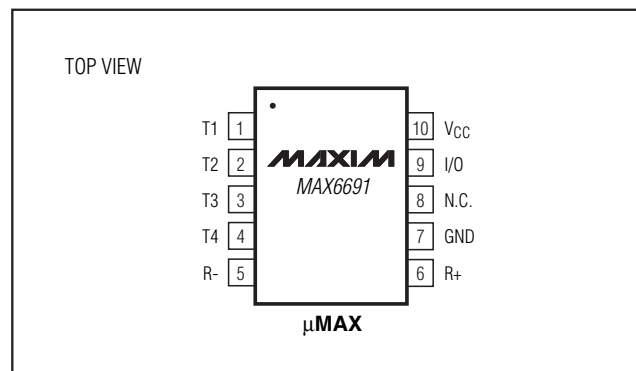 TOP VIEW
T1 1 10 VCC
T2 2 MAXIM 9 I/O
T3 3 MAX6691 8 N.C.
T4 4 7 GND
R- 5 6 R+
µMAX